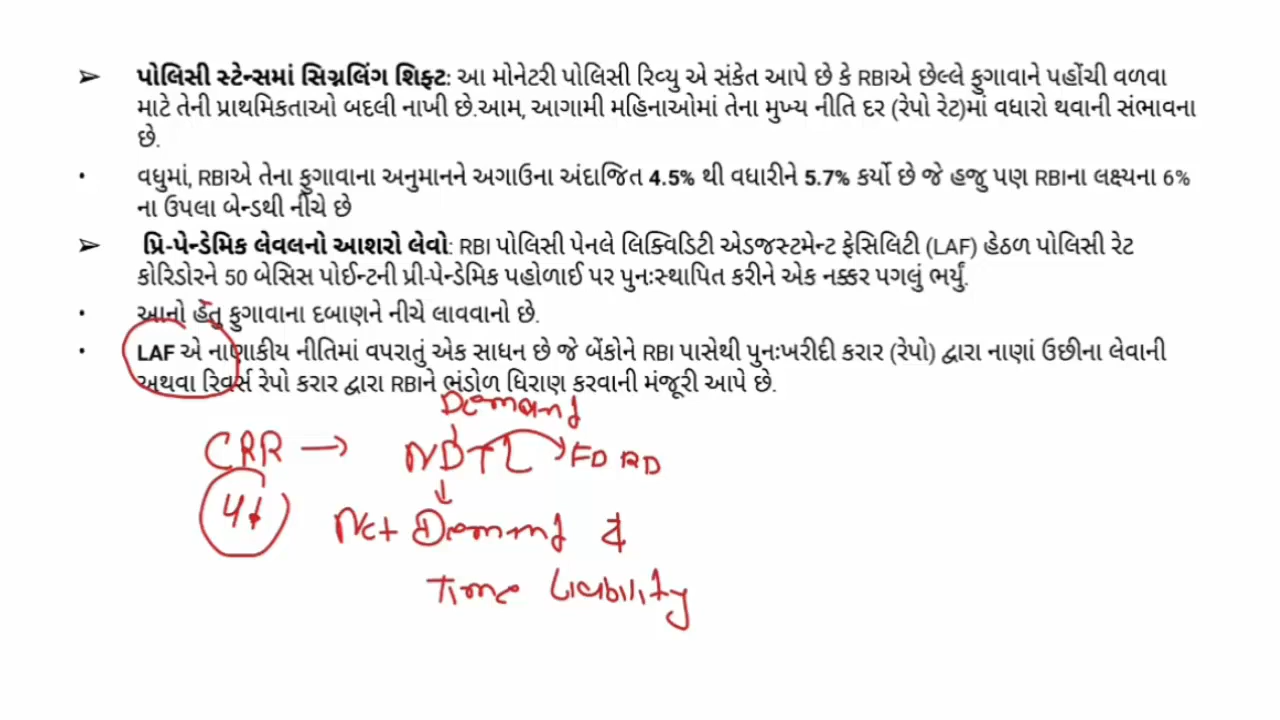 ➢ પોલિસી સ્ટેન્સમાં સિગ્નલિંગ શિફ્ટ: આ મોનેટરી પોલિસી રિવ્યુ એ સંકેત આપે છે કે RBIએ છેલ્લે ફુગાવાને પહોંચી વળવા
માટે તેની પ્રાથમિકતાઓ બદલી નાખી છે.આમ, આગામી મહિનાઓમાં તેના મુખ્ય નીતિ દર (રેપો રેટ)માં વધારો થવાની સંભાવના
છે.
• વધુમાં, RBIએ તેના ફુગાવાના અનુમાનને અગાઉના અંદાજિત 4.5% થી વધારીને 5.7% કર્યો છે જે હજુ પણ RBIના લક્ષ્યના 6%
ના ઉપલા બેન્ડથી નીચે છે
➢ પ્રિ-પેન્ડેમિક લેવલનો આશરો લેવો: RBI પોલિસી પેનલે લિક્વિડિટી એડજસ્ટમેન્ટ ફેસિલિટી (LAF) હેઠળ પોલિસી રેટ
કોરિડોરને 50 બેસિસ પોઈન્ટની પ્રી-પેન્ડેમિક પહોળાઈ પર પુનઃસ્થાપિત કરીને એક નક્કર પગલું ભર્યું.
• આનો હેતુ ફુગાવાના દબાણને નીચે લાવવાનો છે.
• LAF એ નાણાકીય નીતિમાં વપરાતું એક સાધન છે જે બેંકોને RBI પાસેથી પુનઃખરીદી કરાર (રેપો) દ્વારા નાણાં ઉછીના લેવાની
અથવા રિવર્સ રેપો કરાર દ્વારા RBIને ભંડોળ ધિરાણ કરવાની મંજૂરી આપે છે.
Demand
CRR → NDTL FD RD
4%
Net Demand &
Time Liability